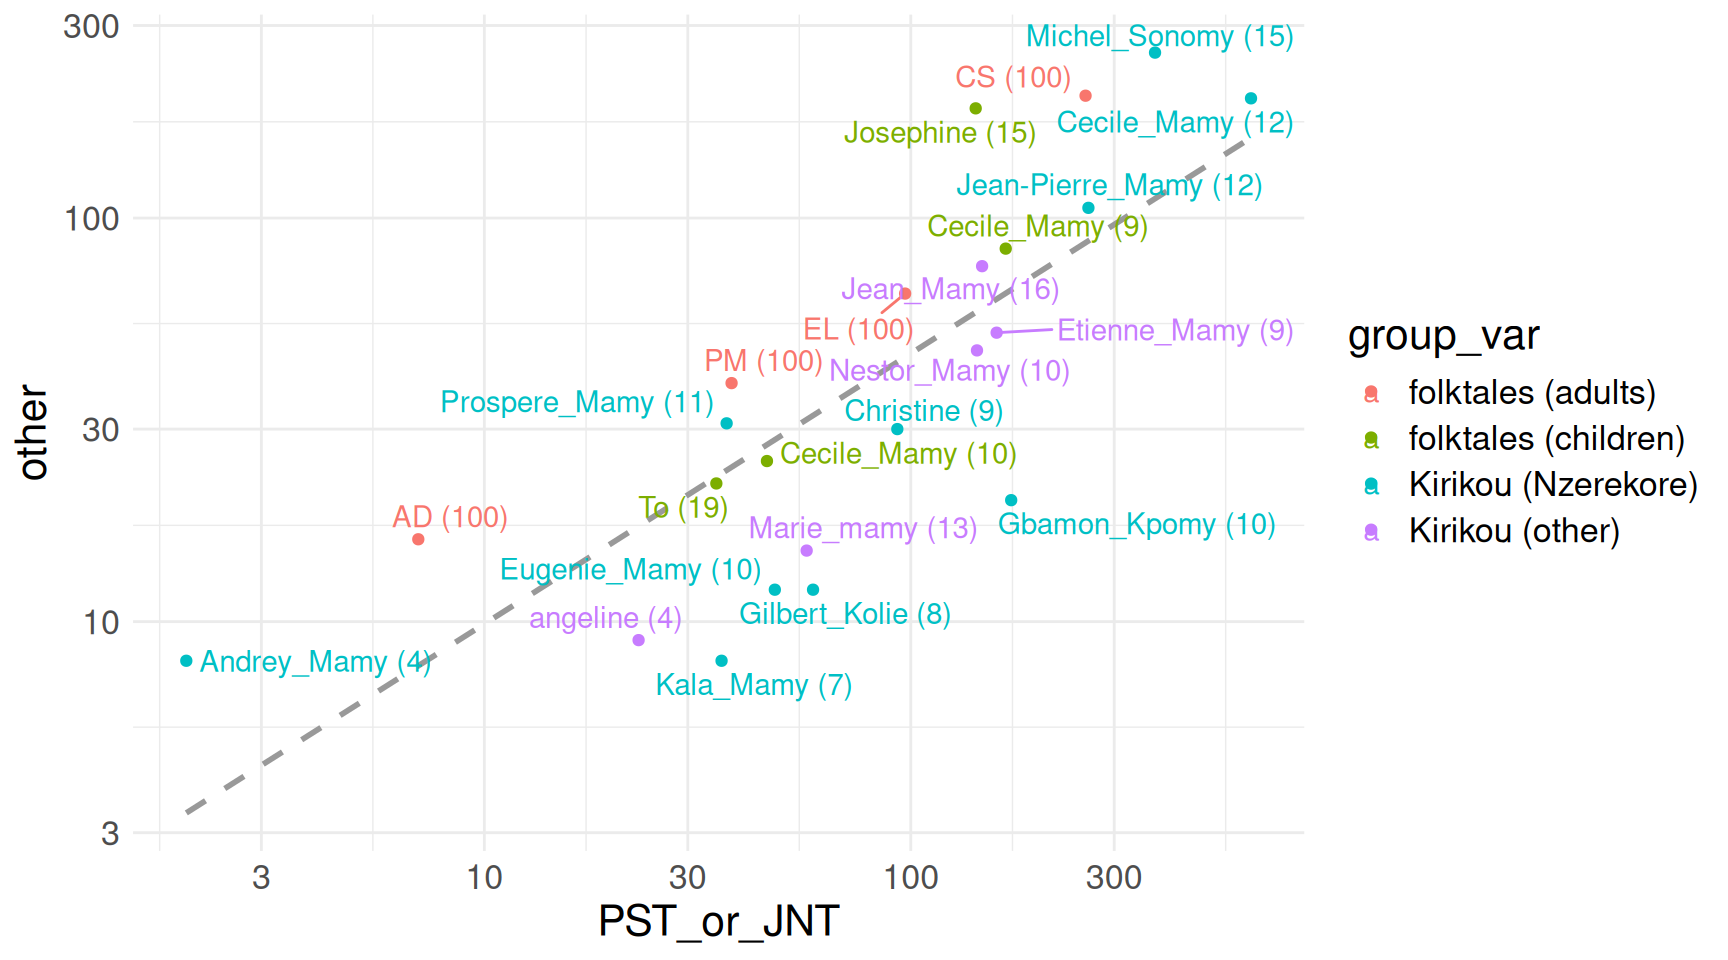 300
100
30
10
3
other
Michel_Sonomy (15)
CS (100)
Cecile_Mamy (12)
Josephine (15)
Jean-Pierre_Mamy (12)
Cecile_Mamy (9)
Jean_Mamy (16)
EL (100)
Etienne_Mamy (9)
PM (100)
Nestor_Mamy (10)
Prospere_Mamy (11)
Christine (9)
Cecile_Mamy (10)
To (19)
AD (100)
Marie_mamy (13)
Gbamon_Kpomy (10)
Eugenie_Mamy (10)
Gilbert_Kolie (8)
angeline (4)
Andrey_Mamy (4)
Kala_Mamy (7)
3 10 30 100 300
PST_or_JNT
group_var
a folktales (adults)
a folktales (children)
a Kirikou (Nzerekore)
a Kirikou (other)